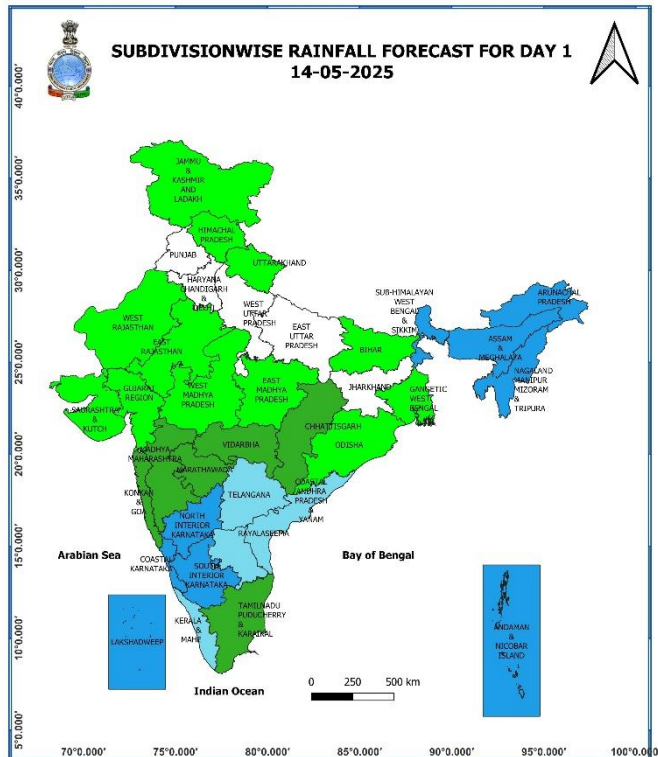 SUBDIVISIONWISE RAINFALL FORECAST FOR DAY 1
14-05-2025
40°0.000'
35°0.000'
30°0.000'
25°0.000'
20°0.000'
15°0.000'
10°0.000'
5°0.000'
JAMMU
&
KASHMIR
AND
LADAKH
HIMACHAL
PRADESH
PUNJAB
UTTARAKHAND
HARYANA
CHANDIGARH
&
DELHI
WEST
UTTAR
PRADESH
EAST
UTTAR
PRADESH
SUB-HIMALAYAN
WEST
BENGAL
&
SIKKIM
ARUNACHAL
PRADESH
ASSAM
&
MEGHALAYA
NAGALAND
MANIPUR
MIZORAM
&
TRIPURA
WEST
RAJASTHAN
EAST
RAJASTHAN
BIHAR
JHARKHAND
GANGETIC
WEST
BENGAL
GUJARAT
REGION
SAURASHTRA
&
KUTCH
WEST
MADHYA
PRADESH
EAST
MADHYA
PRADESH
CHHATTISGARH
ODISHA
MADHYA
MAHARASHTRA
VIDARBHA
MARATHAWADA
KONKAN
&
GOA
TELANGANA
COASTAL
ANDHRA
PRADESH
&
YANAM
NORTH
INTERIOR
KARNATAKA
RAYALASEEMA
Arabian Sea
Bay of Bengal
COASTAL
KARNATAKA
SOUTH
INTERIOR
KARNATAKA
TAMILNADU
PUDUCHERRY
&
KARAIKAL
KERALA
&
MAHE
LAKSHADWEEP
ANDAMAN
&
NICOBAR
ISLAND
0 250 500 km
Indian Ocean
70°0.000' 75°0.000' 80°0.000' 85°0.000' 90°0.000' 95°0.000' 100°0.000'